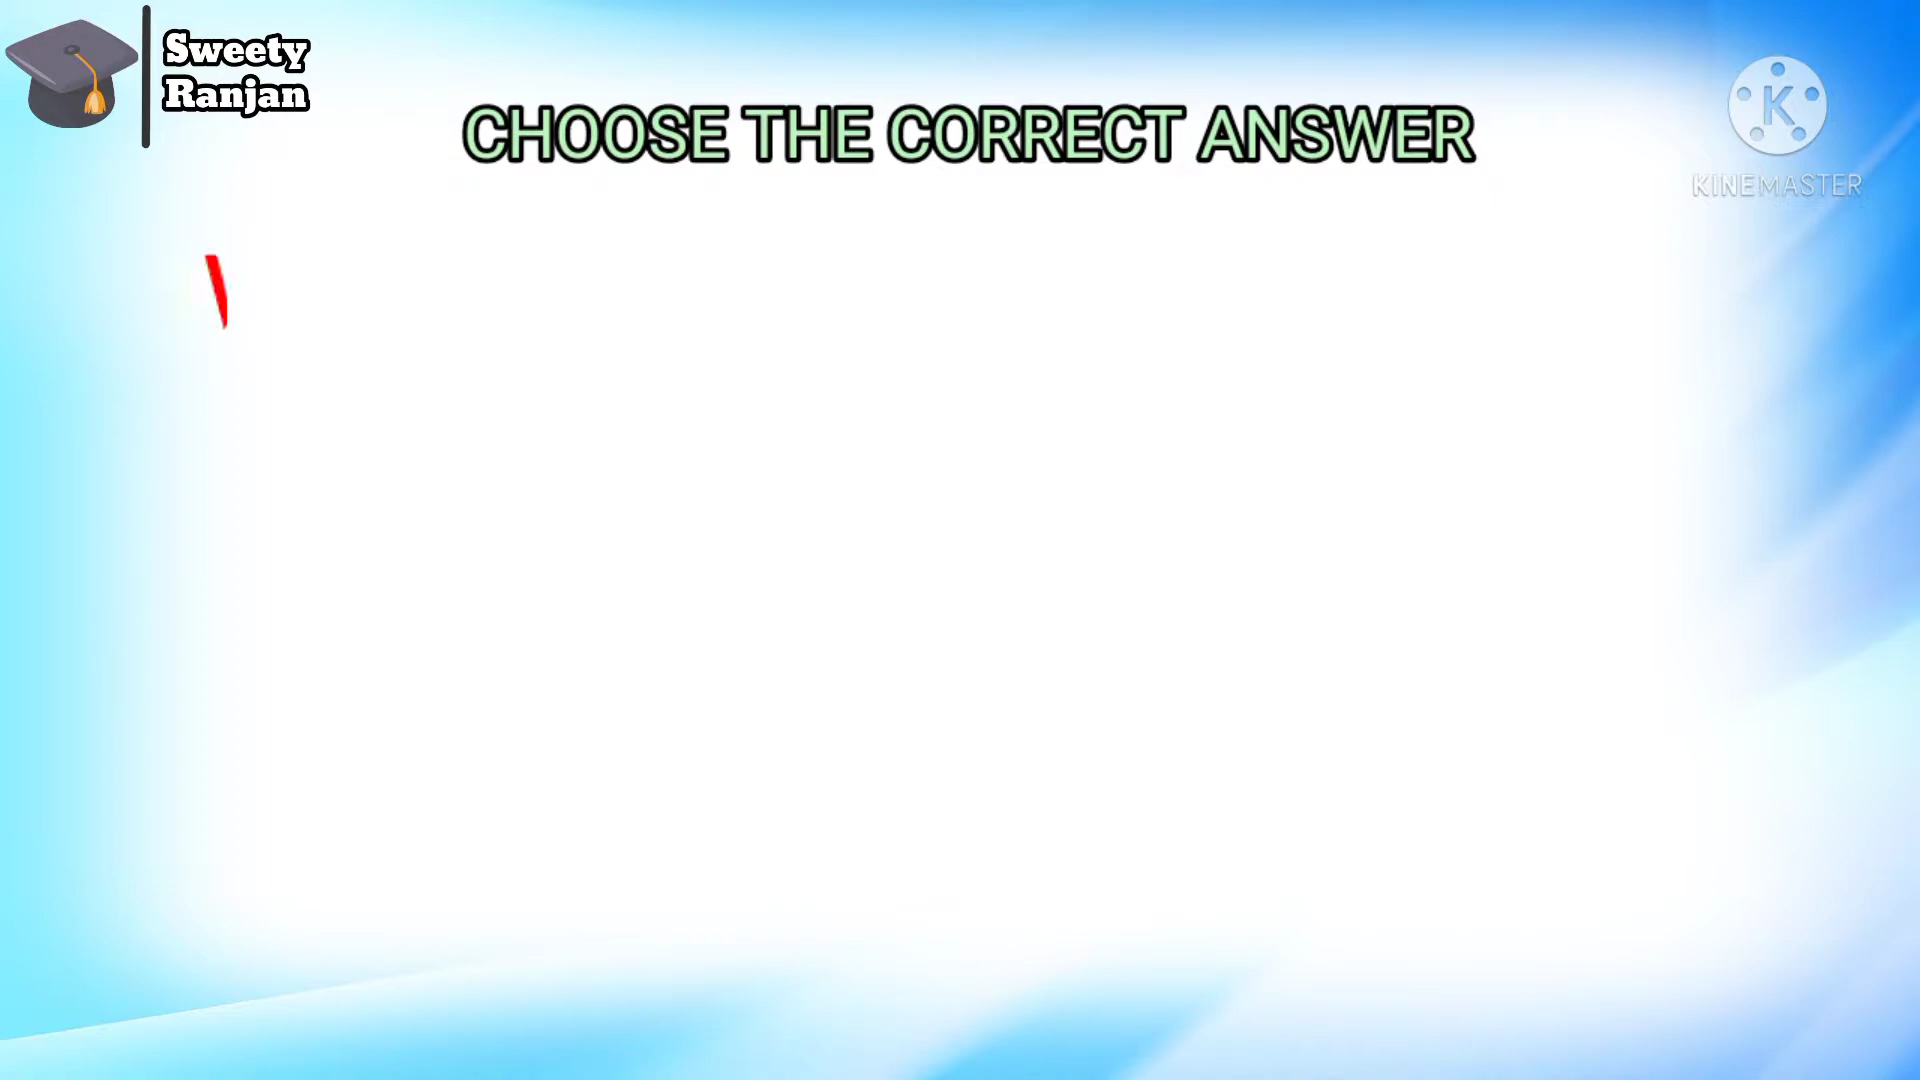 Sweety
Ranjan
CHOOSE THE CORRECT ANSWER
KINEMASTER